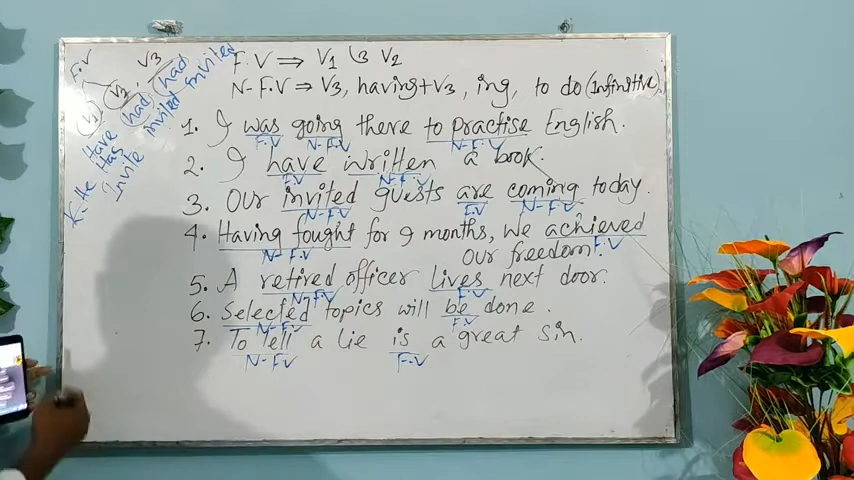 F.V ⇒ V1 V2
N-F.V ⇒ V3, having+V3, ing, to do (Infinitive).
1. I was going there to practise English.
F.V N-F.V N-F.V
2. I have written a book.
F.V N-F.V
3. Our invited guests are coming today.
N-F.V F.V N-F.V
4. Having fought for 9 months, we achieved
N-F.V F.V
our freedom.
5. A retired officer lives next door.
N-F.V F.V
6. Selected topics will be done.
N-F.V F.V
7. To tell a lie is a great sin.
N-FV F.V
F.V V3
V3
Have had had
Has invited invited
Invite